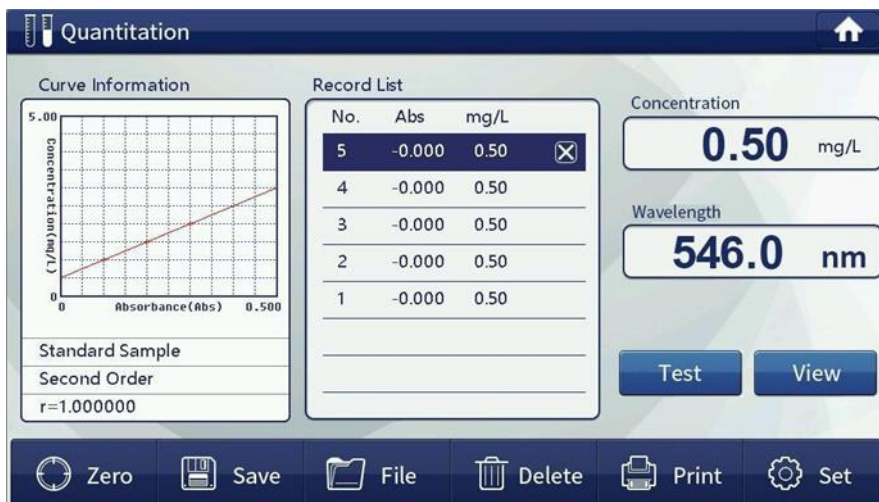 Quantitation
Curve Information
5.00
Concentration(mg/L)
0
0
Absorbance(Abs)
0.500
Standard Sample
Second Order
r=1.000000
Record List
No. Abs mg/L
5 -0.000 0.50
4 -0.000 0.50
3 -0.000 0.50
2 -0.000 0.50
1 -0.000 0.50
Concentration
0.50 mg/L
Wavelength
546.0 nm
Test View
Zero Save File Delete Print Set